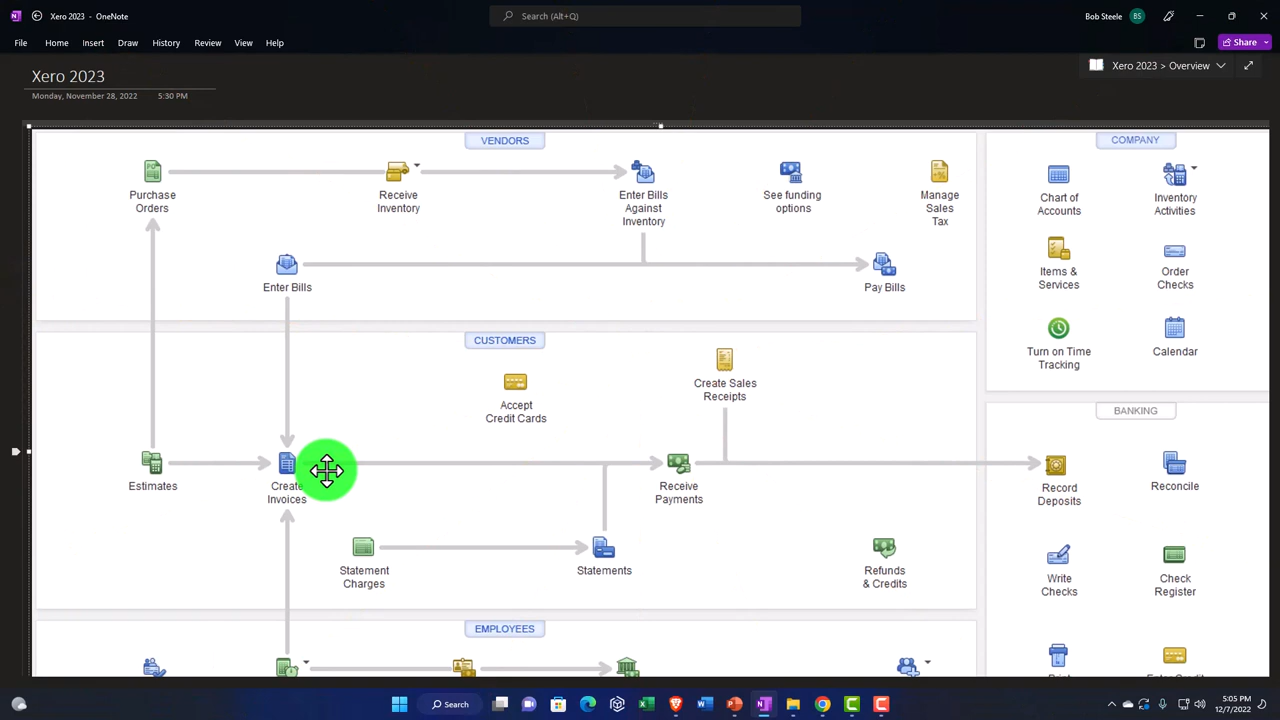 Xero 2023 - OneNote
Search (Alt+Q)
Bob Steele
BS
File
Home
Insert
Draw
History
Review
View
Help
Share
Xero 2023
Monday, November 28, 2022
5:30 PM
Xero 2023 > Overview
VENDORS
COMPANY
Purchase
Orders
Receive
Inventory
Enter Bills
Against
Inventory
See funding
options
Manage
Sales
Tax
Chart of
Accounts
Inventory
Activities
Enter Bills
Pay Bills
Items &
Services
Order
Checks
Turn on Time
Tracking
Calendar
CUSTOMERS
Create Sales
Receipts
Accept
Credit Cards
BANKING
Estimates
Create
Invoices
Receive
Payments
Record
Deposits
Reconcile
Statement
Charges
Statements
Refunds
& Credits
Write
Checks
Check
Register
EMPLOYEES
Print
Enter Credit
Search
5:05 PM
12/7/2022